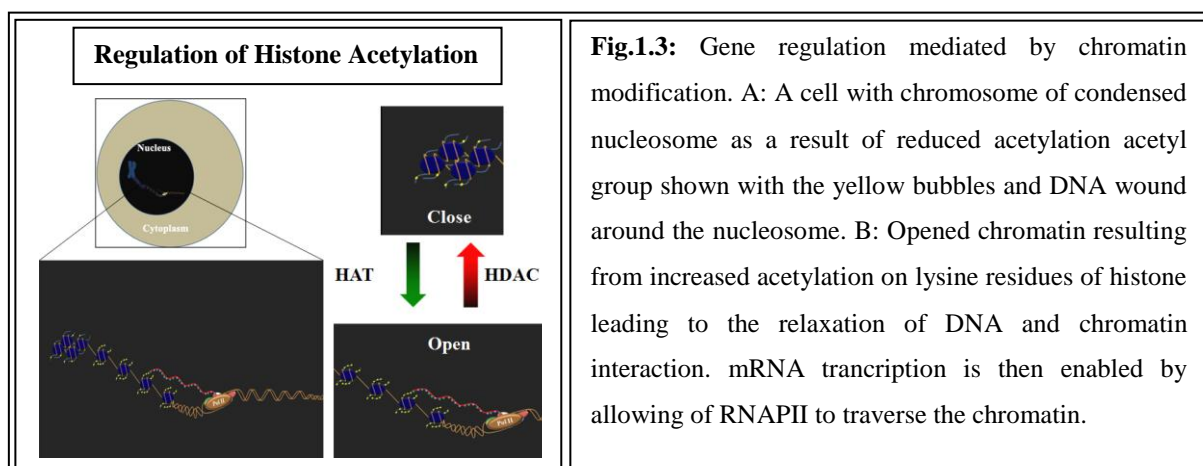 Regulation of Histone Acetylation
Nucleus
Cytoplasm
Close
HAT
HDAC
Open
Pol II
Pol II
Fig.1.3: Gene regulation mediated by chromatin
modification. A: A cell with chromosome of condensed
nucleosome as a result of reduced acetylation acetyl
group shown with the yellow bubbles and DNA wound
around the nucleosome. B: Opened chromatin resulting
from increased acetylation on lysine residues of histone
leading to the relaxation of DNA and chromatin
interaction. mRNA trancription is then enabled by
allowing of RNAPII to traverse the chromatin.